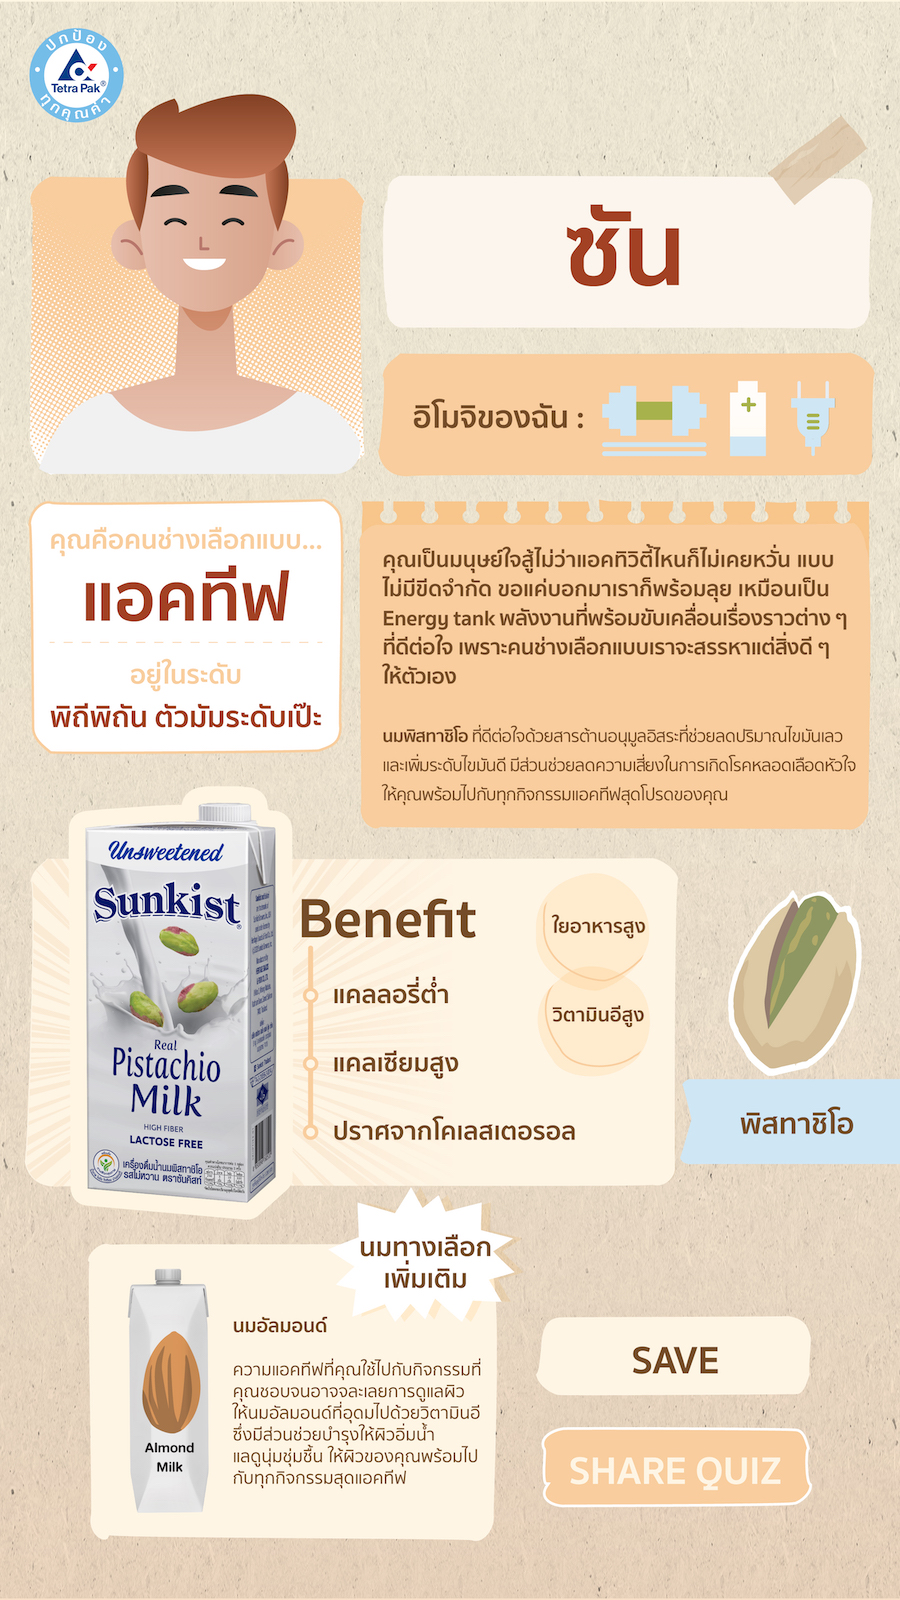 ปกป้อง
Tetra Pak®
ทุกคุณค่า
ซัน
อิโมจิของฉัน :
คุณคือคนช่างเลือกแบบ...
แอคทีฟ
อยู่ในระดับ
พิถีพิถัน ตัวมัมระดับเป๊ะ
คุณเป็นมนุษย์ใจสู้ไม่ว่าแอคทิวิตี้ไหนก็ไม่เคยหวั่น แบบ
ไม่มีขีดจำกัด ขอแค่บอกมาเราก็พร้อมลุย เหมือนเป็น
Energy tank พลังงานที่พร้อมขับเคลื่อนเรื่องราวต่าง ๆ
ที่ดีต่อใจ เพราะคนช่างเลือกแบบเราจะสรรหาแต่สิ่งดี ๆ
ให้ตัวเอง
นมพิสทาชิโอ ที่ดีต่อใจด้วยสารต้านอนุมูลอิสระที่ช่วยลดปริมาณไขมันเลว
และเพิ่มระดับไขมันดี มีส่วนช่วยลดความเสี่ยงในการเกิดโรคหลอดเลือดหัวใจ
ให้คุณพร้อมไปกับทุกกิจกรรมแอคทีฟสุดโปรดของคุณ
Unsweetened
Sunkist®
Real
Pistachio
Milk
HIGH FIBER
LACTOSE FREE
เครื่องดื่มน้ำนมพิสทาชิโอ
รสไม่หวาน ตราซันคิสท์
Benefit
แคลลอรี่ต่ำ
แคลเซียมสูง
ปราศจากโคเลสเตอรอล
ใยอาหารสูง
วิตามินอีสูง
พิสทาชิโอ
นมทางเลือก
เพิ่มเติม
นมอัลมอนด์
ความแอคทีฟที่คุณใช้ไปกับกิจกรรมที่
คุณชอบจนอาจจละเลยการดูแลผิว
ให้นมอัลมอนด์ที่อุดมไปด้วยวิตามินอี
ซึ่งมีส่วนช่วยบำรุงให้ผิวอิ่มน้ำ
แลดูนุ่มชุ่มชื้น ให้ผิวของคุณพร้อมไป
กับทุกกิจกรรมสุดแอคทีฟ
Almond
Milk
SAVE
SHARE QUIZ